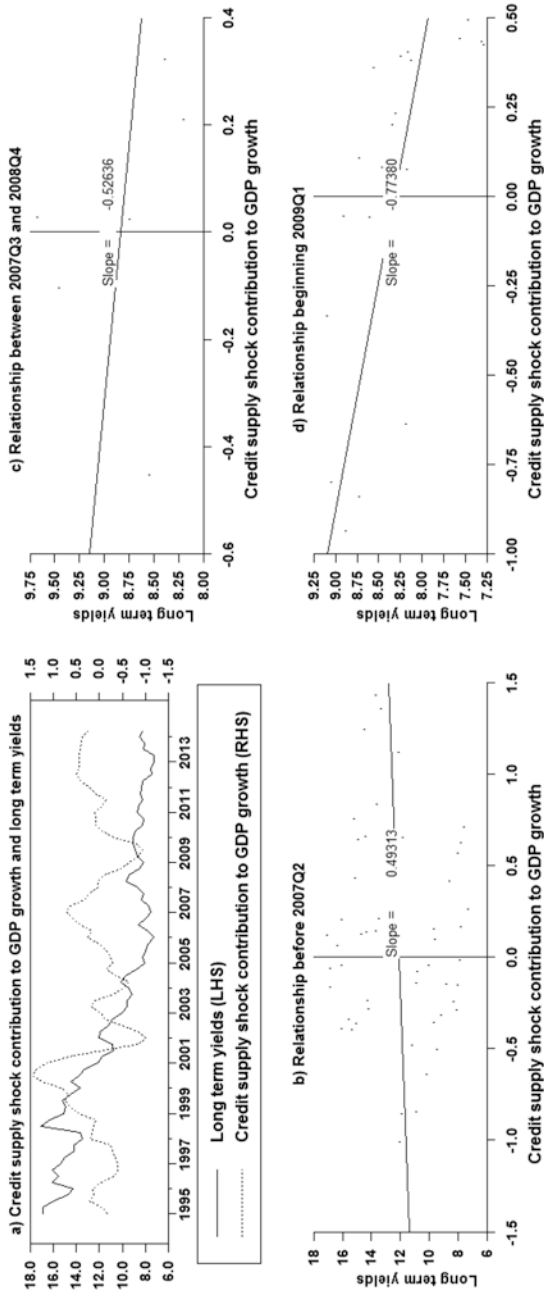 a) Credit supply shock contribution to GDP growth and long term yields
18.0
16.0
14.0
12.0
10.0
8.0
6.0
1.5
1.0
0.5
0.0
-0.5
-1.0
-1.5
1995 1997 1999 2001 2003 2005 2007 2009 2011 2013
Long term yields (LHS)
Credit supply shock contribution to GDP growth (RHS)
b) Relationship before 2007Q2
Long term yields
18
16
14
12
10
8
6
Slope = 0.49313
-1.5 -1.0 -0.5 0.0 0.5 1.0 1.5
Credit supply shock contribution to GDP growth
c) Relationship between 2007Q3 and 2008Q4
Long term yields
9.75
9.50
9.25
9.00
8.75
8.50
8.25
8.00
Slope = -0.52636
-0.6 -0.4 -0.2 0.0 0.2 0.4
Credit supply shock contribution to GDP growth
d) Relationship beginning 2009Q1
Long term yields
9.25
9.00
8.75
8.50
8.25
8.00
7.75
7.50
7.25
Slope = -0.77380
-1.00 -0.75 -0.50 -0.25 0.00 0.25 0.50
Credit supply shock contribution to GDP growth